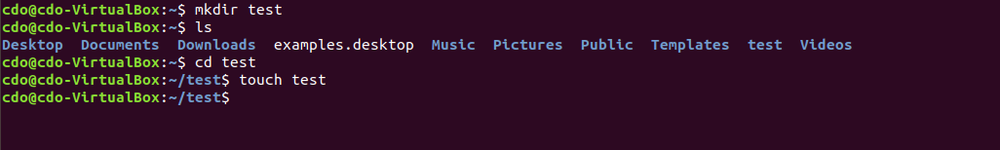 cdo@cdo-VirtualBox:~$ mkdir test
cdo@cdo-VirtualBox:~$ ls
Desktop  Documents  Downloads  examples.desktop  Music  Pictures  Public  Templates  test  Videos
cdo@cdo-VirtualBox:~$ cd test
cdo@cdo-VirtualBox:~/test$ touch test
cdo@cdo-VirtualBox:~/test$